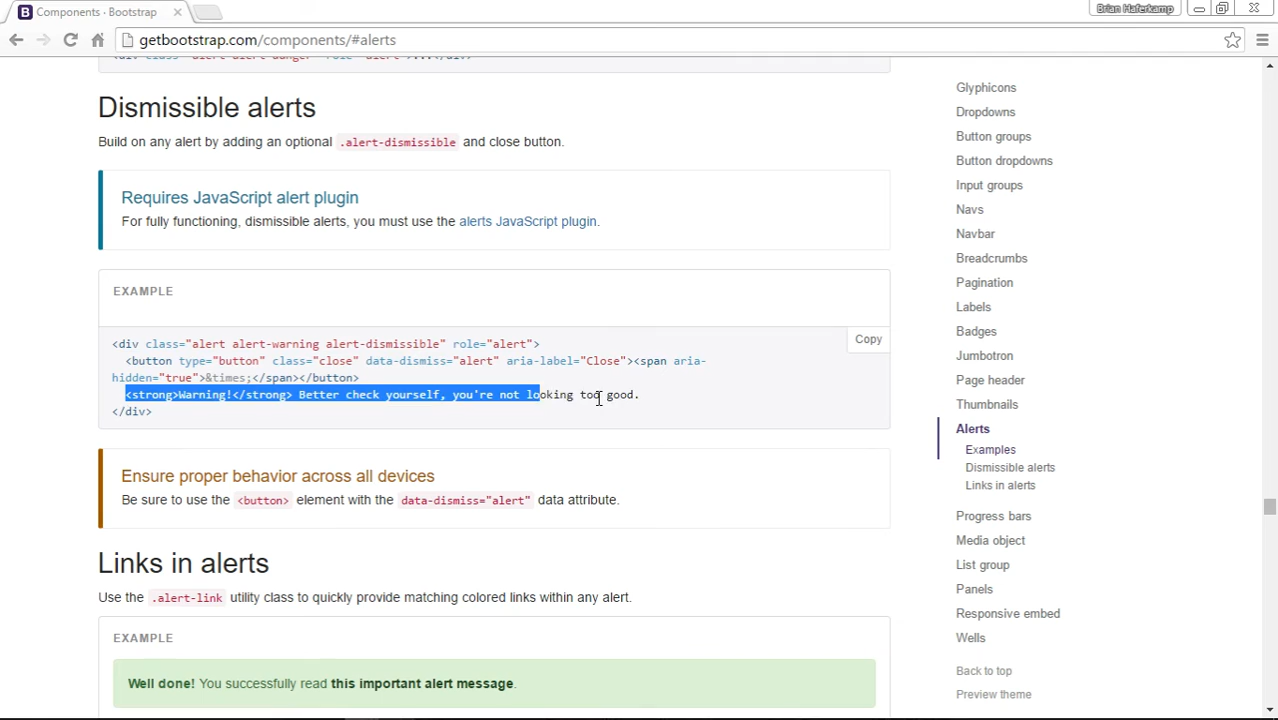 Components · Bootstrap
Brian Haferkamp
getbootstrap.com/components/#alerts
Dismissible alerts
Build on any alert by adding an optional .alert-dismissible and close button.
Requires JavaScript alert plugin
For fully functioning, dismissible alerts, you must use the alerts JavaScript plugin.
EXAMPLE
Copy
<div class="alert alert-warning alert-dismissible" role="alert">
<button type="button" class="close" data-dismiss="alert" aria-label="Close"><span aria-
hidden="true">&times;</span></button>
<strong>Warning!</strong> Better check yourself, you're not looking too good.
</div>
Ensure proper behavior across all devices
Be sure to use the <button> element with the data-dismiss="alert" data attribute.
Links in alerts
Use the .alert-link utility class to quickly provide matching colored links within any alert.
EXAMPLE
Well done! You successfully read this important alert message.
Glyphicons
Dropdowns
Button groups
Button dropdowns
Input groups
Navs
Navbar
Breadcrumbs
Pagination
Labels
Badges
Jumbotron
Page header
Thumbnails
Alerts
Examples
Dismissible alerts
Links in alerts
Progress bars
Media object
List group
Panels
Responsive embed
Wells
Back to top
Preview theme